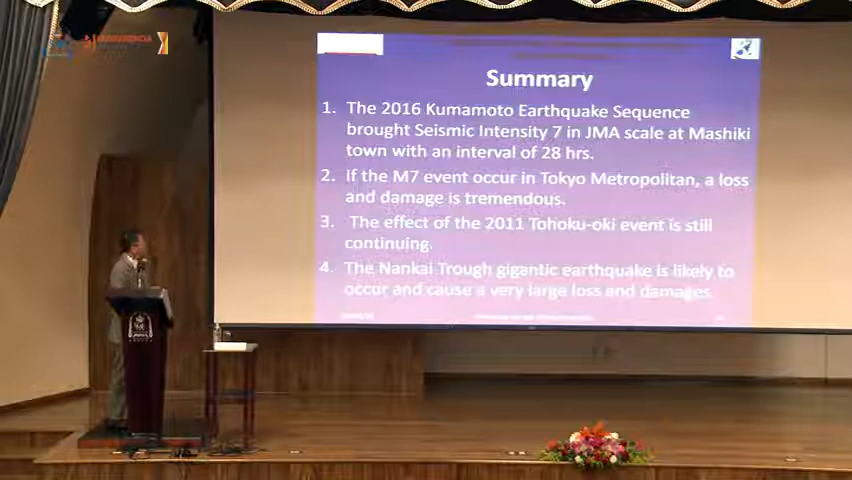 Summary
1. The 2016 Kumamoto Earthquake Sequence
brought Seismic Intensity 7 in JMA scale at Mashiki
town with an interval of 28 hrs.
2. If the M7 event occur in Tokyo Metropolitan, a loss
and damage is tremendous.
3. The effect of the 2011 Tohoku-oki event is still
continuing.
4. The Nankai Trough gigantic earthquake is likely to
occur and cause a very large loss and damages